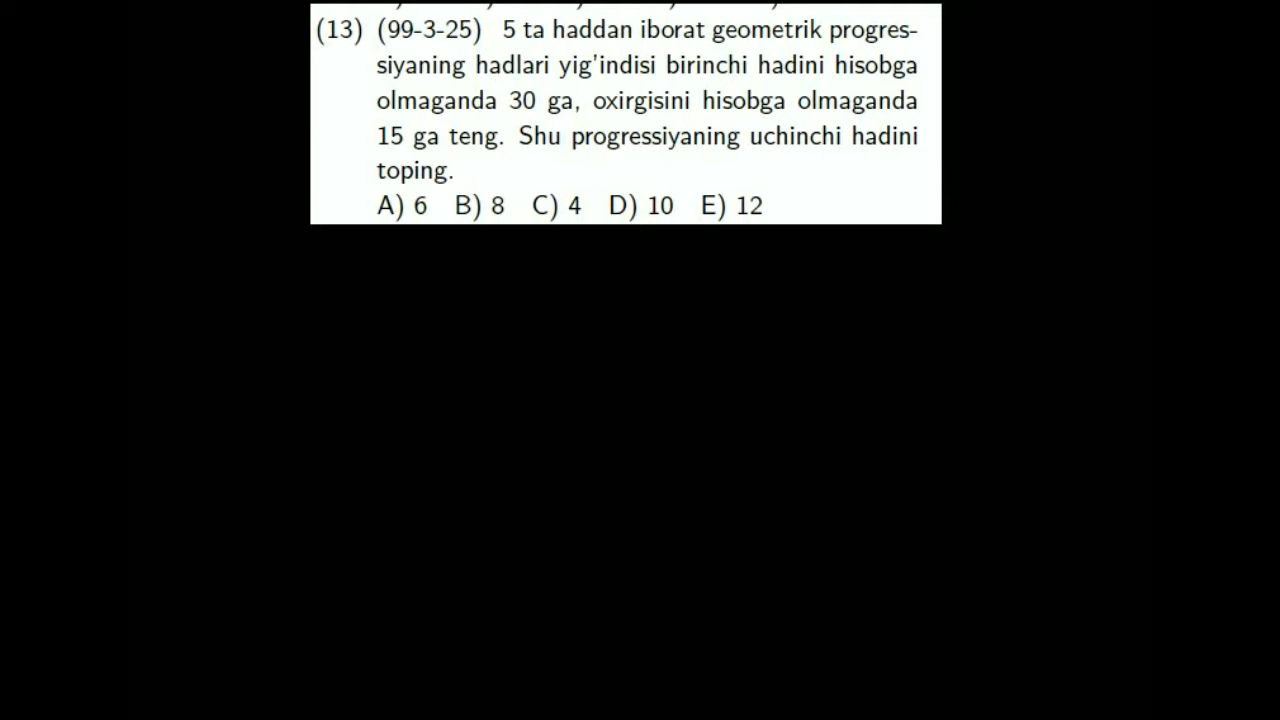 (13) (99-3-25) 5 ta haddan iborat geometrik progres-
siyaning hadlari yig'indisi birinchi hadini hisobga
olmaganda 30 ga, oxirgisini hisobga olmaganda
15 ga teng. Shu progressiyaning uchinchi hadini
toping.
A) 6 B) 8 C) 4 D) 10 E) 12